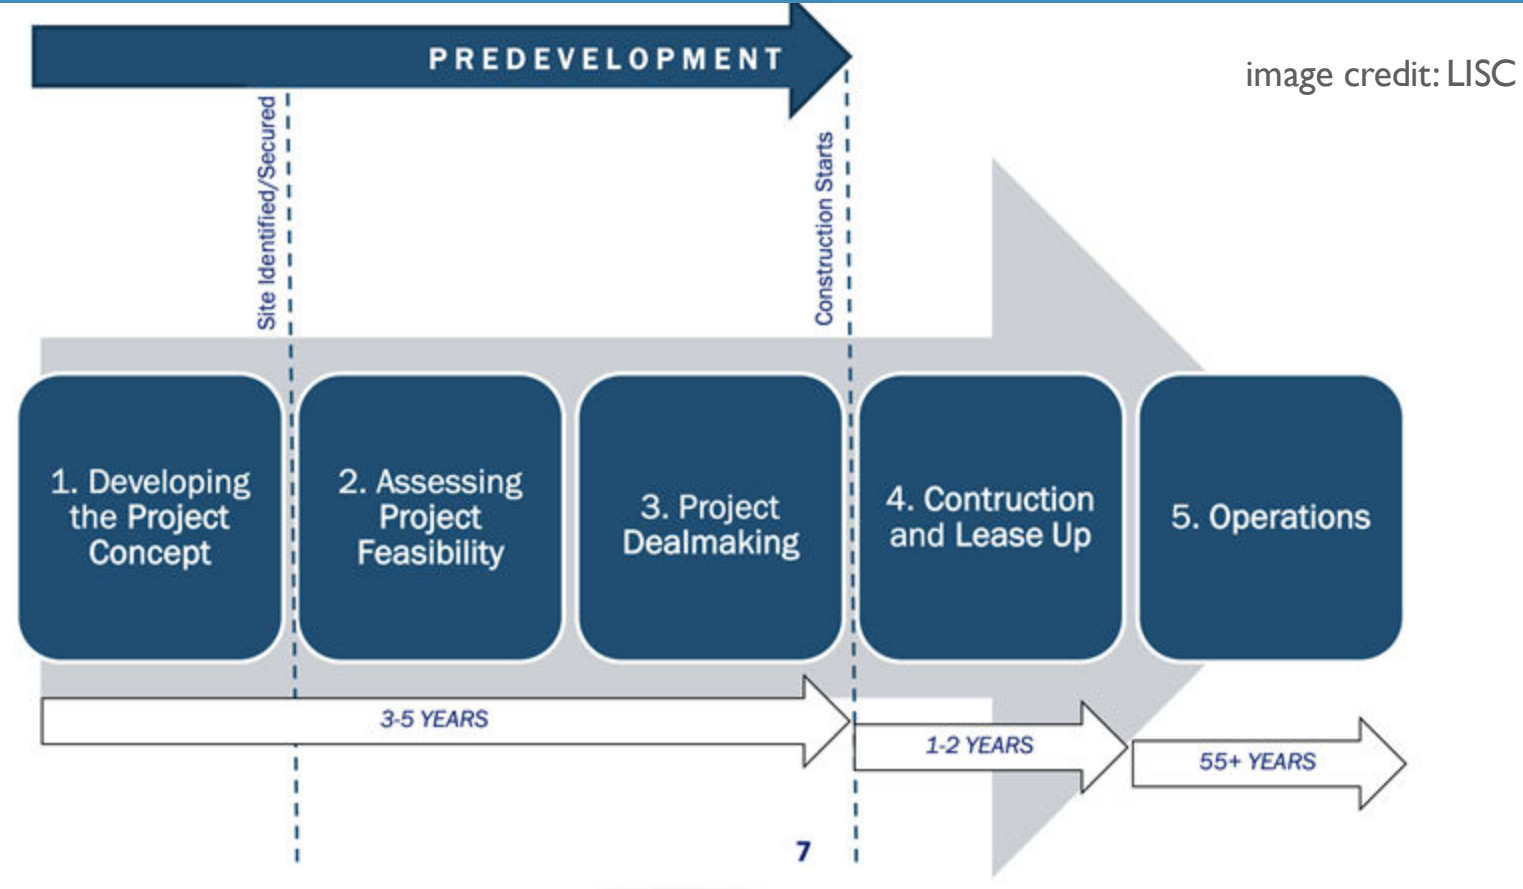 PREDEVELOPMENT
image credit: LISC
Site Identified/Secured
Construction Starts
1. Developing
the Project
Concept
2. Assessing
Project
Feasibility
3. Project
Dealmaking
4. Contruction
and Lease Up
5. Operations
3-5 YEARS
1-2 YEARS
55+ YEARS
7